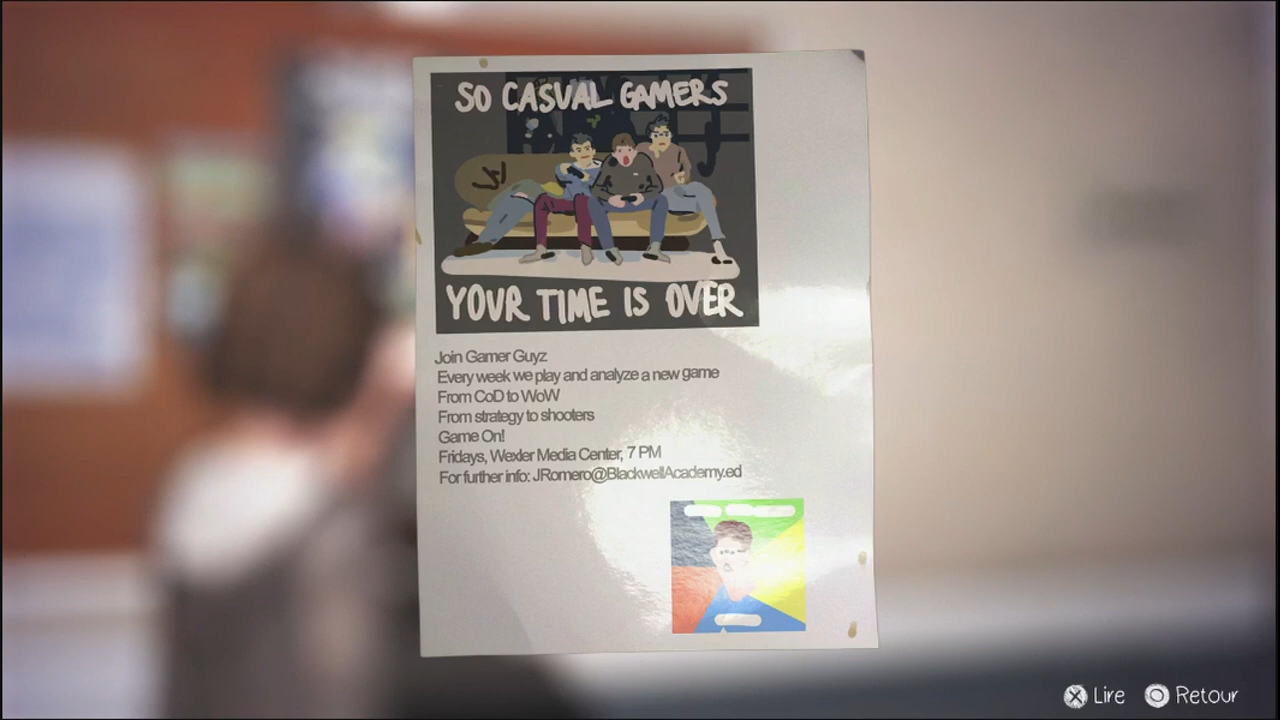 SO CASUAL GAMERS
YOUR TIME IS OVER
Join Gamer Guyz
Every week we play and analyze a new game
From CoD to WoW
From strategy to shooters
Game On!
Fridays, Wexler Media Center, 7 PM
For further info: JRomero@BlackwellAcademy.ed
Lire
Retour